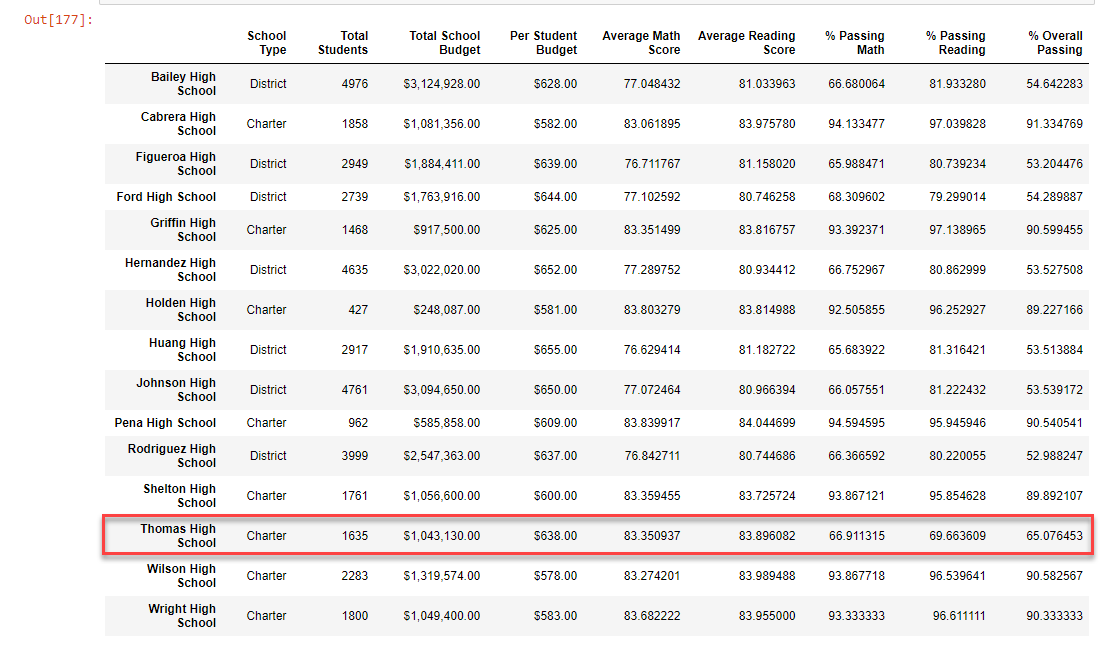 Out[177]:
School Type Total Students Total School Budget Per Student Budget Average Math Score Average Reading Score % Passing Math % Passing Reading % Overall Passing
Bailey High School District 4976 $3,124,928.00 $628.00 77.048432 81.033963 66.680064 81.933280 54.642283
Cabrera High School Charter 1858 $1,081,356.00 $582.00 83.061895 83.975780 94.133477 97.039828 91.334769
Figueroa High School District 2949 $1,884,411.00 $639.00 76.711767 81.158020 65.988471 80.739234 53.204476
Ford High School District 2739 $1,763,916.00 $644.00 77.102592 80.746258 68.309602 79.299014 54.289887
Griffin High School Charter 1468 $917,500.00 $625.00 83.351499 83.816757 93.392371 97.138965 90.599455
Hernandez High School District 4635 $3,022,020.00 $652.00 77.289752 80.934412 66.752967 80.862999 53.527508
Holden High School Charter 427 $248,087.00 $581.00 83.803279 83.814988 92.505855 96.252927 89.227166
Huang High School District 2917 $1,910,635.00 $655.00 76.629414 81.182722 65.683922 81.316421 53.513884
Johnson High School District 4761 $3,094,650.00 $650.00 77.072464 80.966394 66.057551 81.222432 53.539172
Pena High School Charter 962 $585,858.00 $609.00 83.839917 84.044699 94.594595 95.945946 90.540541
Rodriguez High School District 3999 $2,547,363.00 $637.00 76.842711 80.744686 66.366592 80.220055 52.988247
Shelton High School Charter 1761 $1,056,600.00 $600.00 83.359455 83.725724 93.867121 95.854628 89.892107
Thomas High School Charter 1635 $1,043,130.00 $638.00 83.350937 83.896082 66.911315 69.663609 65.076453
Wilson High School Charter 2283 $1,319,574.00 $578.00 83.274201 83.989488 93.867718 96.539641 90.582567
Wright High School Charter 1800 $1,049,400.00 $583.00 83.682222 83.955000 93.333333 96.611111 90.333333